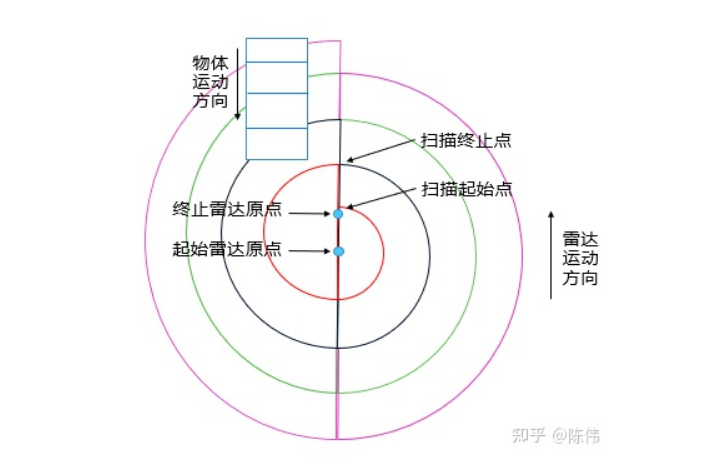 物体
运动
方向
扫描终止点
扫描起始点
终止雷达原点
起始雷达原点
雷达
运动
方向
知乎 @陈伟